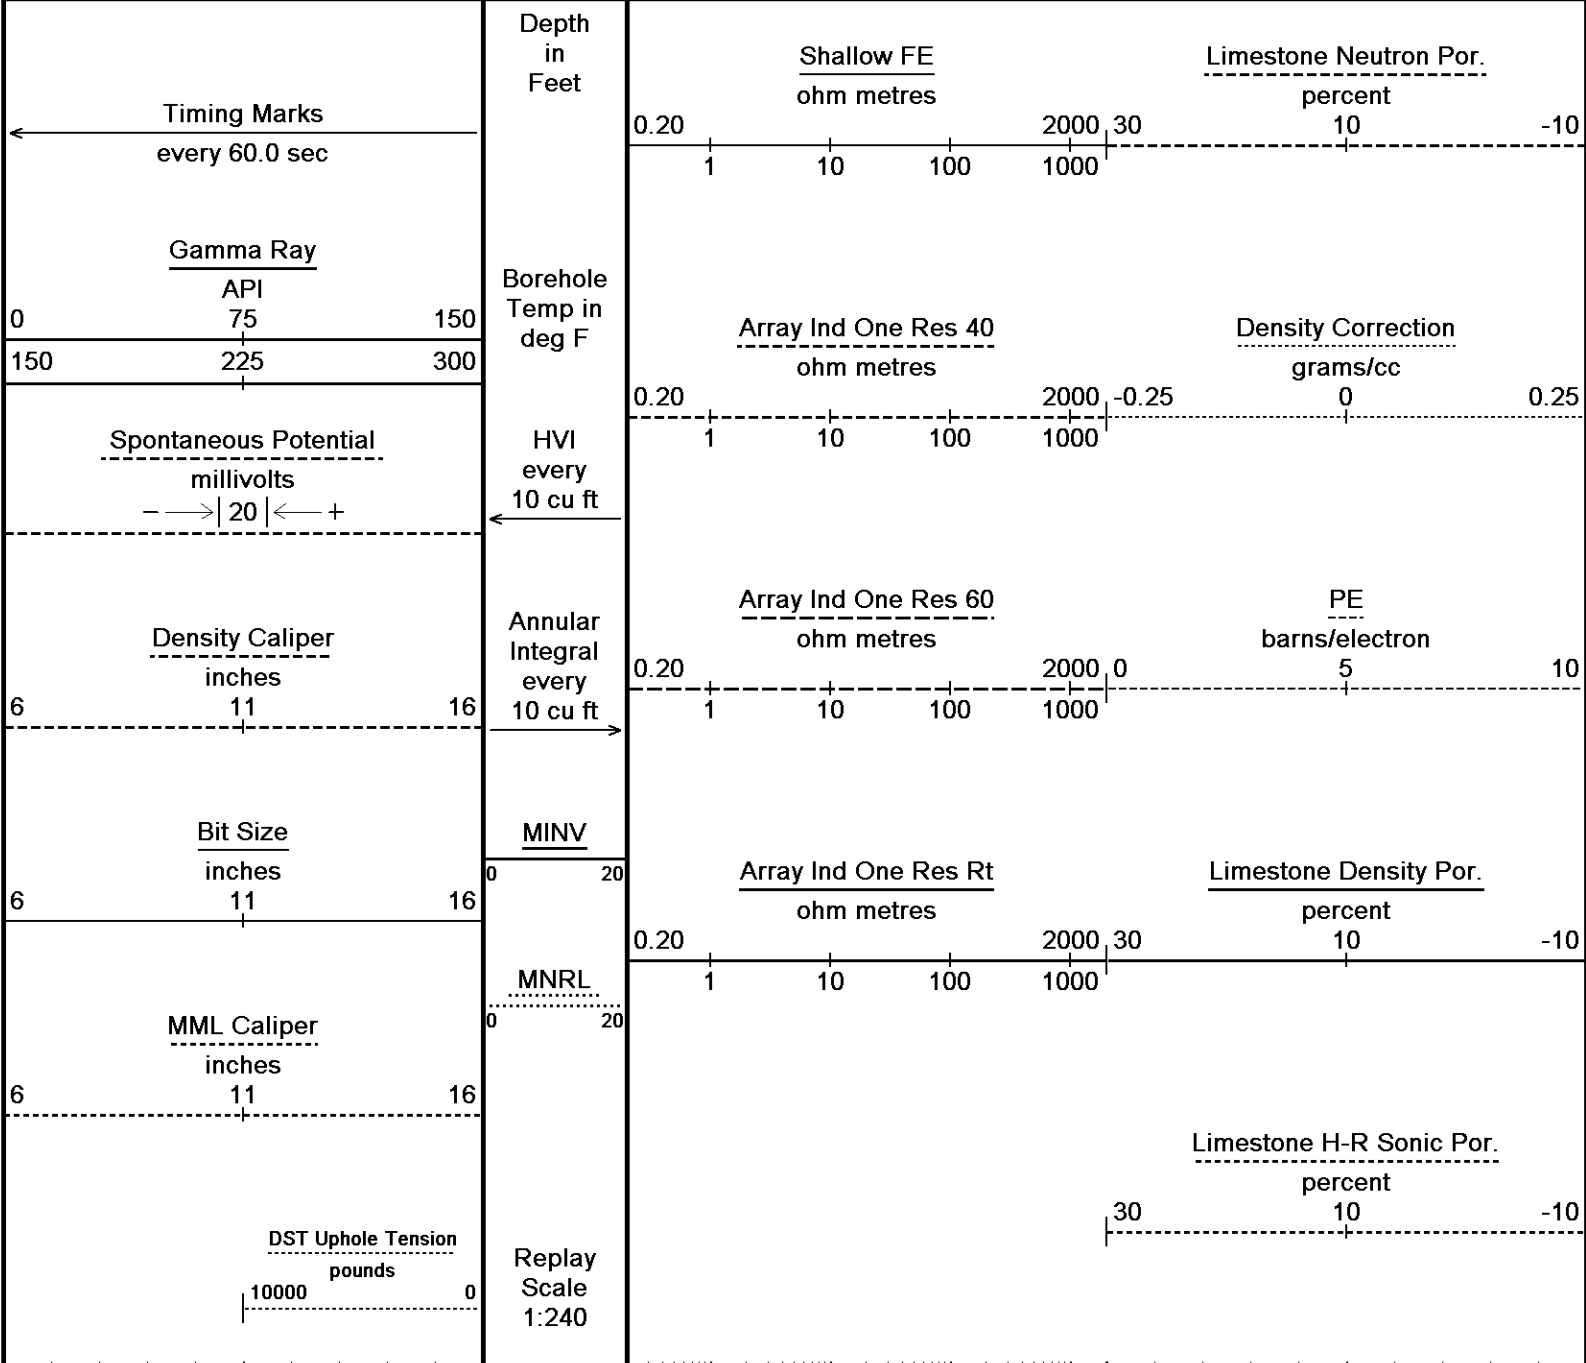 Timing Marks
every 60.0 sec
Gamma Ray
API
0 75 150
150 225 300
Spontaneous Potential
millivolts
− 20 +
Density Caliper
inches
6 11 16
Bit Size
inches
6 11 16
MML Caliper
inches
6 11 16
DST Uphole Tension
pounds
10000 0
Depth
in
Feet
Borehole
Temp in
deg F
HVI
every
10 cu ft
Annular
Integral
every
10 cu ft
MINV
0 20
MNRL
0 20
Replay
Scale
1:240
Shallow FE
ohm metres
0.20 2000
1 10 100 1000
Array Ind One Res 40
ohm metres
0.20 2000
1 10 100 1000
Array Ind One Res 60
ohm metres
0.20 2000
1 10 100 1000
Array Ind One Res Rt
ohm metres
0.20 2000
1 10 100 1000
Limestone Neutron Por.
percent
30 10 -10
Density Correction
grams/cc
-0.25 0 0.25
PE
barns/electron
0 5 10
Limestone Density Por.
percent
30 10 -10
Limestone H-R Sonic Por.
percent
30 10 -10